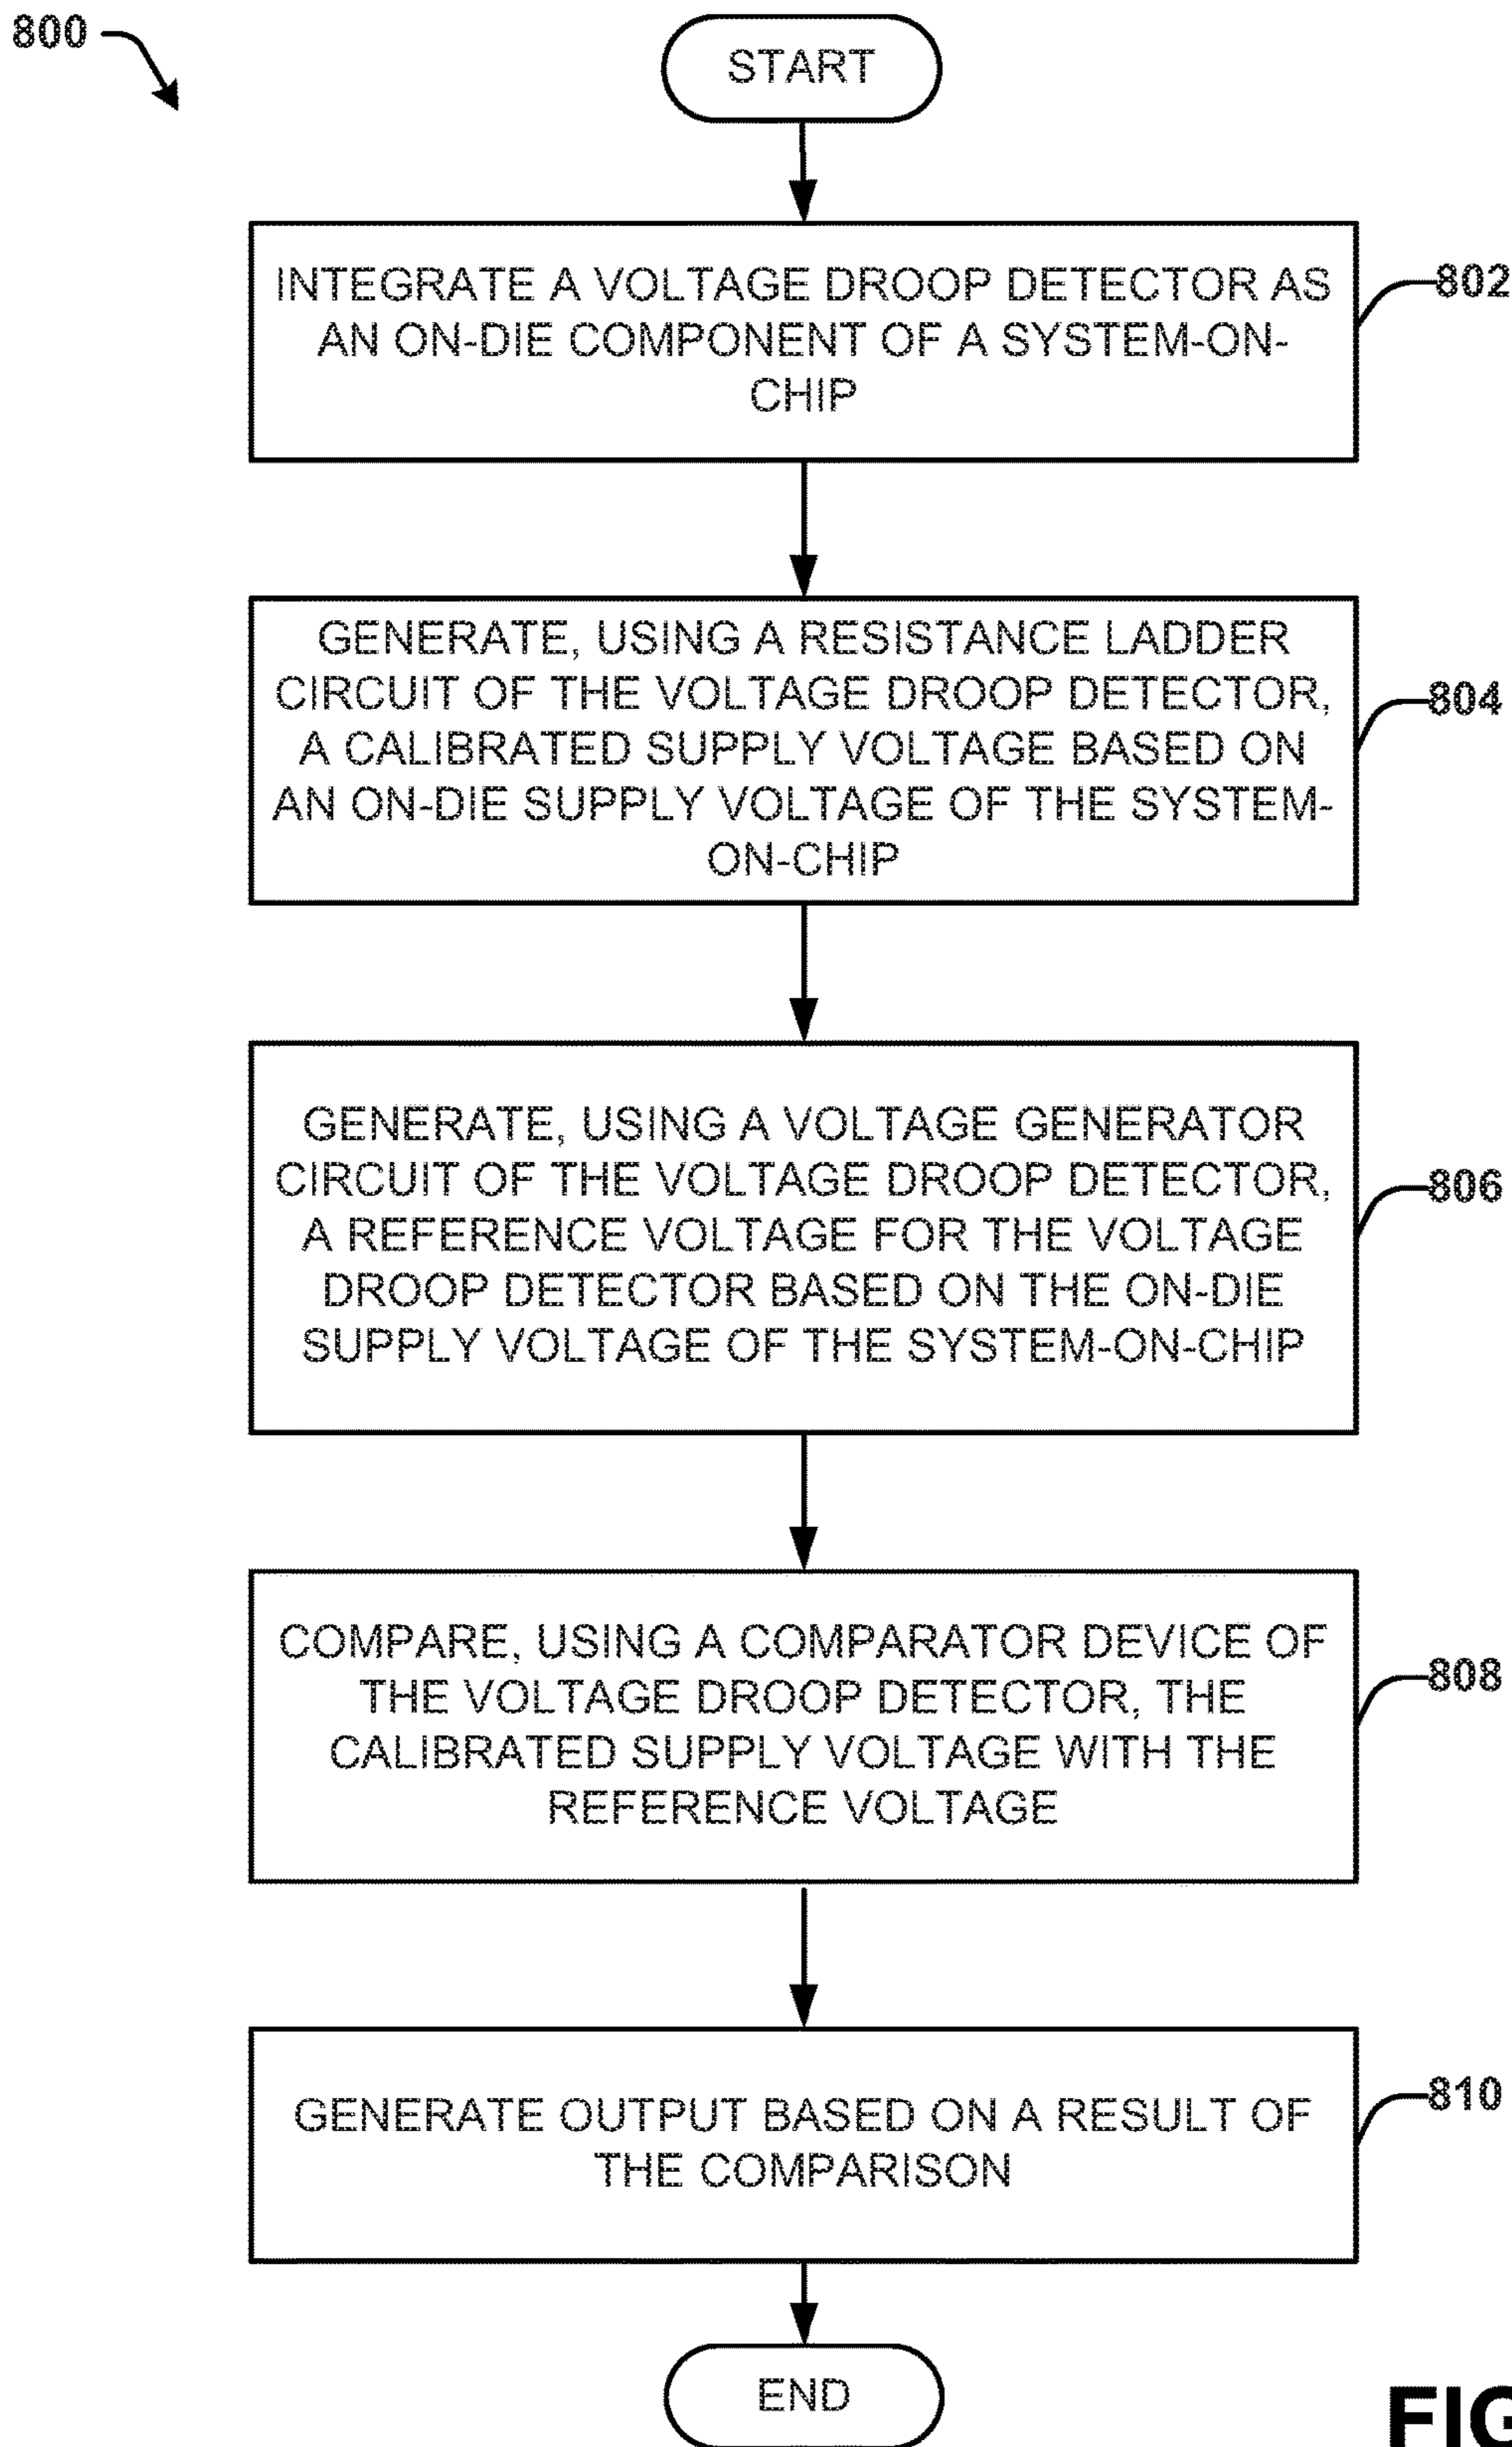 800
START
INTEGRATE A VOLTAGE DROOP DETECTOR AS
AN ON-DIE COMPONENT OF A SYSTEM-ON-
CHIP
802
GENERATE, USING A RESISTANCE LADDER
CIRCUIT OF THE VOLTAGE DROOP DETECTOR,
A CALIBRATED SUPPLY VOLTAGE BASED ON
AN ON-DIE SUPPLY VOLTAGE OF THE SYSTEM-
ON-CHIP
804
GENERATE, USING A VOLTAGE GENERATOR
CIRCUIT OF THE VOLTAGE DROOP DETECTOR,
A REFERENCE VOLTAGE FOR THE VOLTAGE
DROOP DETECTOR BASED ON THE ON-DIE
SUPPLY VOLTAGE OF THE SYSTEM-ON-CHIP
806
COMPARE, USING A COMPARATOR DEVICE OF
THE VOLTAGE DROOP DETECTOR, THE
CALIBRATED SUPPLY VOLTAGE WITH THE
REFERENCE VOLTAGE
808
GENERATE OUTPUT BASED ON A RESULT OF
THE COMPARISON
810
END
FIG